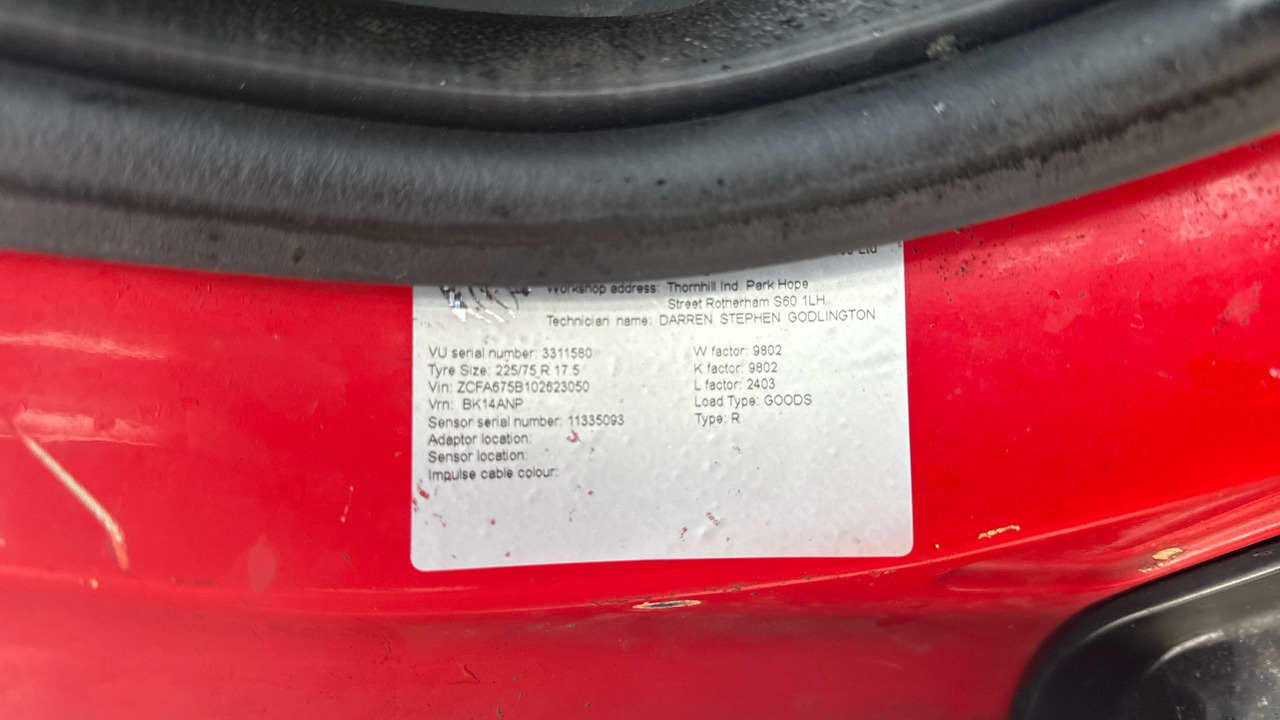 Ltd
Workshop address: Thornhill Ind Park Hope
Street Rotherham S60 1LH
Technician name: DARREN STEPHEN GODLINGTON
VU serial number: 3311580
Tyre Size: 225/75 R 17.5
Vin: ZCFA675B102623050
Vrn: BK14ANP
Sensor serial number: 11335093
Adaptor location:
Sensor location:
Impulse cable colour:
W factor: 9802
K factor: 9802
L factor: 2403
Load Type: GOODS
Type: R